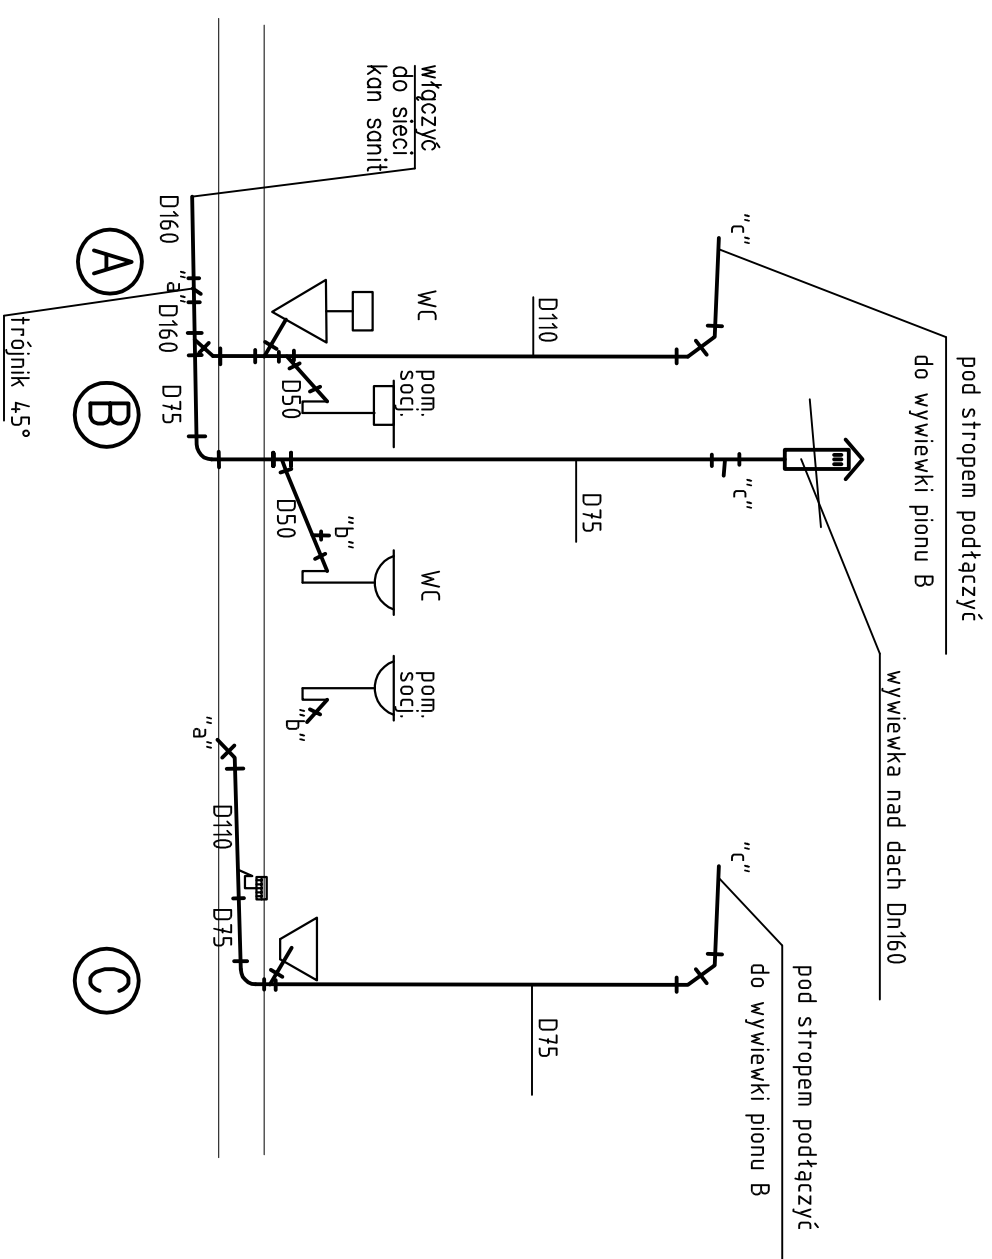 pod stropem podłączyć
do wywiewki pionu B
wywiewka nad dach Dn160
pod stropem podłączyć
do wywiewki pionu B
"c"
"c"
"c"
D110
D75
D75
włączyć
do sieci
kan sanit
WC
pom.
socj.
WC
pom.
socj.
D50
D50
"b"
"b"
"a"
"a"
D160
D160
D75
D110
D75
A
B
C
trójnik 45°